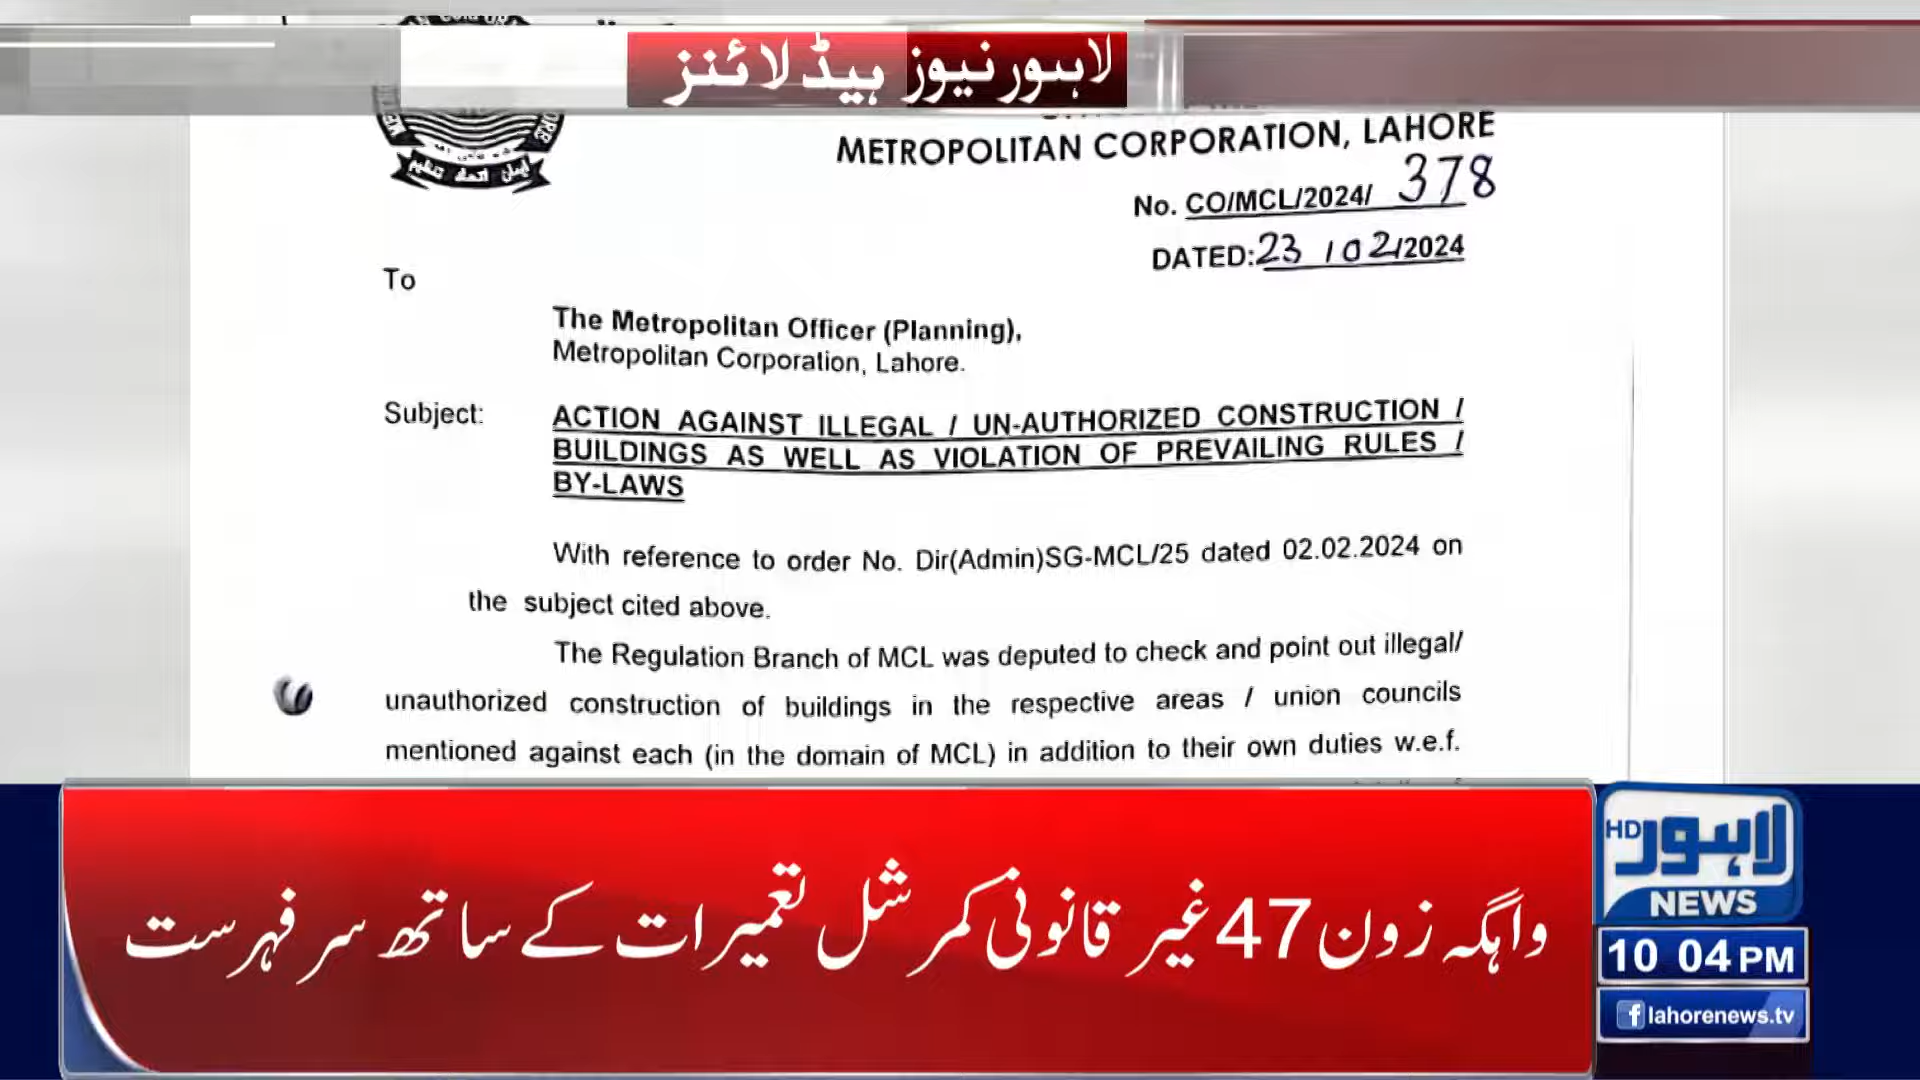 لاہور نیوز ہیڈلائنز
METROPOLITAN CORPORATION, LAHORE
No. CO/MCL/2024/ 378
DATED: 23/02/2024
To
The Metropolitan Officer (Planning),
Metropolitan Corporation, Lahore.
Subject: ACTION AGAINST ILLEGAL / UN-AUTHORIZED CONSTRUCTION /
BUILDINGS AS WELL AS VIOLATION OF PREVAILING RULES /
BY-LAWS
With reference to order No. Dir(Admin)SG-MCL/25 dated 02.02.2024 on
the subject cited above.
The Regulation Branch of MCL was deputed to check and point out illegal/
unauthorized construction of buildings in the respective areas / union councils
mentioned against each (in the domain of MCL) in addition to their own duties w.e.f.
واہگہ زون 47 غیر قانونی کمرشل تعمیرات کے ساتھ سر فہرست
لاہور HD
NEWS
10 04 PM
lahorenews.tv